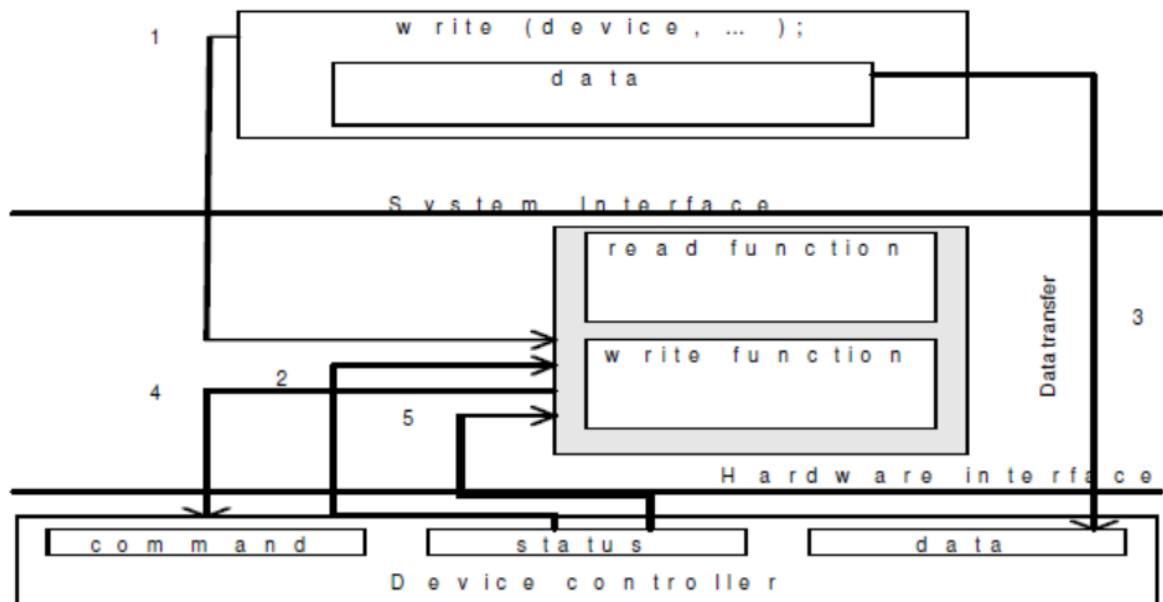 1
write (device, … );
data
System Interface
read function
Data transfer
3
write function
2
4
5
Hardware interface
command
status
data
Device controller